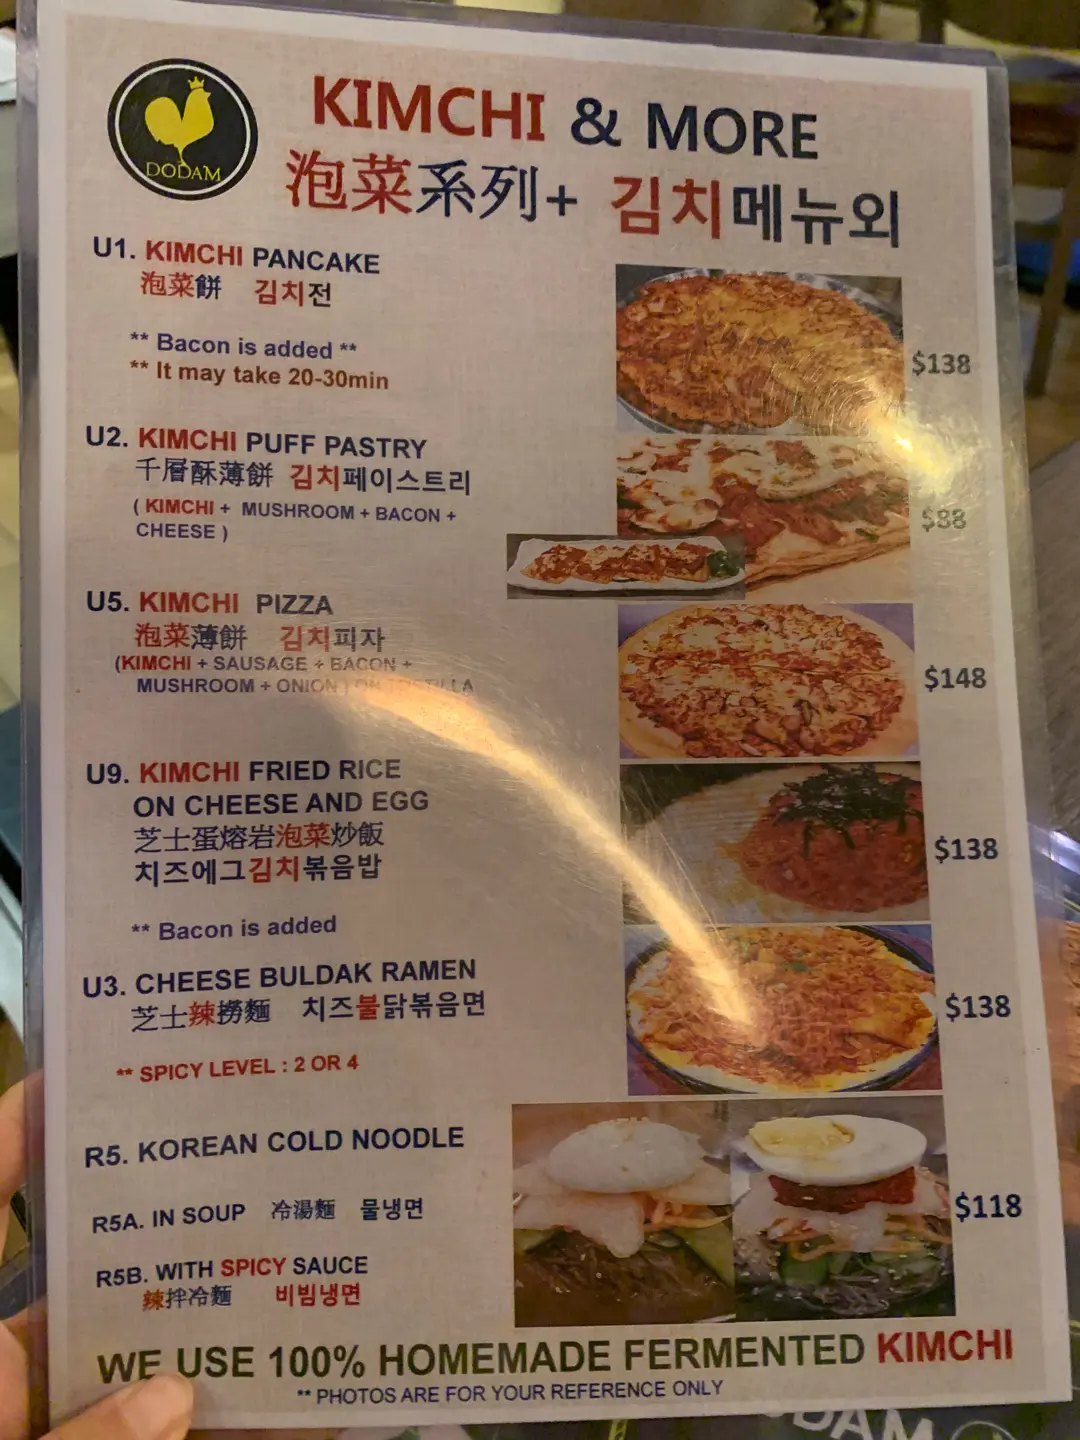 DODAM
KIMCHI & MORE
泡菜系列+ 김치메뉴외
U1. KIMCHI PANCAKE
泡菜餅 김치전
** Bacon is added **
** It may take 20-30min
$138
U2. KIMCHI PUFF PASTRY
千層酥薄餅 김치페이스트리
( KIMCHI + MUSHROOM + BACON +
CHEESE )
$88
U5. KIMCHI PIZZA
泡菜薄餅 김치피자
(KIMCHI + SAUSAGE + BACON +
MUSHROOM + ONION ) ON TORTILLA
$148
U9. KIMCHI FRIED RICE
ON CHEESE AND EGG
芝士蛋熔岩泡菜炒飯
치즈에그김치볶음밥
$138
** Bacon is added
U3. CHEESE BULDAK RAMEN
芝士辣撈麵 치즈불닭볶음면
$138
** SPICY LEVEL : 2 OR 4
R5. KOREAN COLD NOODLE
R5A. IN SOUP 冷湯麵 물냉면
$118
R5B. WITH SPICY SAUCE
辣拌冷麵 비빔냉면
WE USE 100% HOMEMADE FERMENTED KIMCHI
** PHOTOS ARE FOR YOUR REFERENCE ONLY
DAM